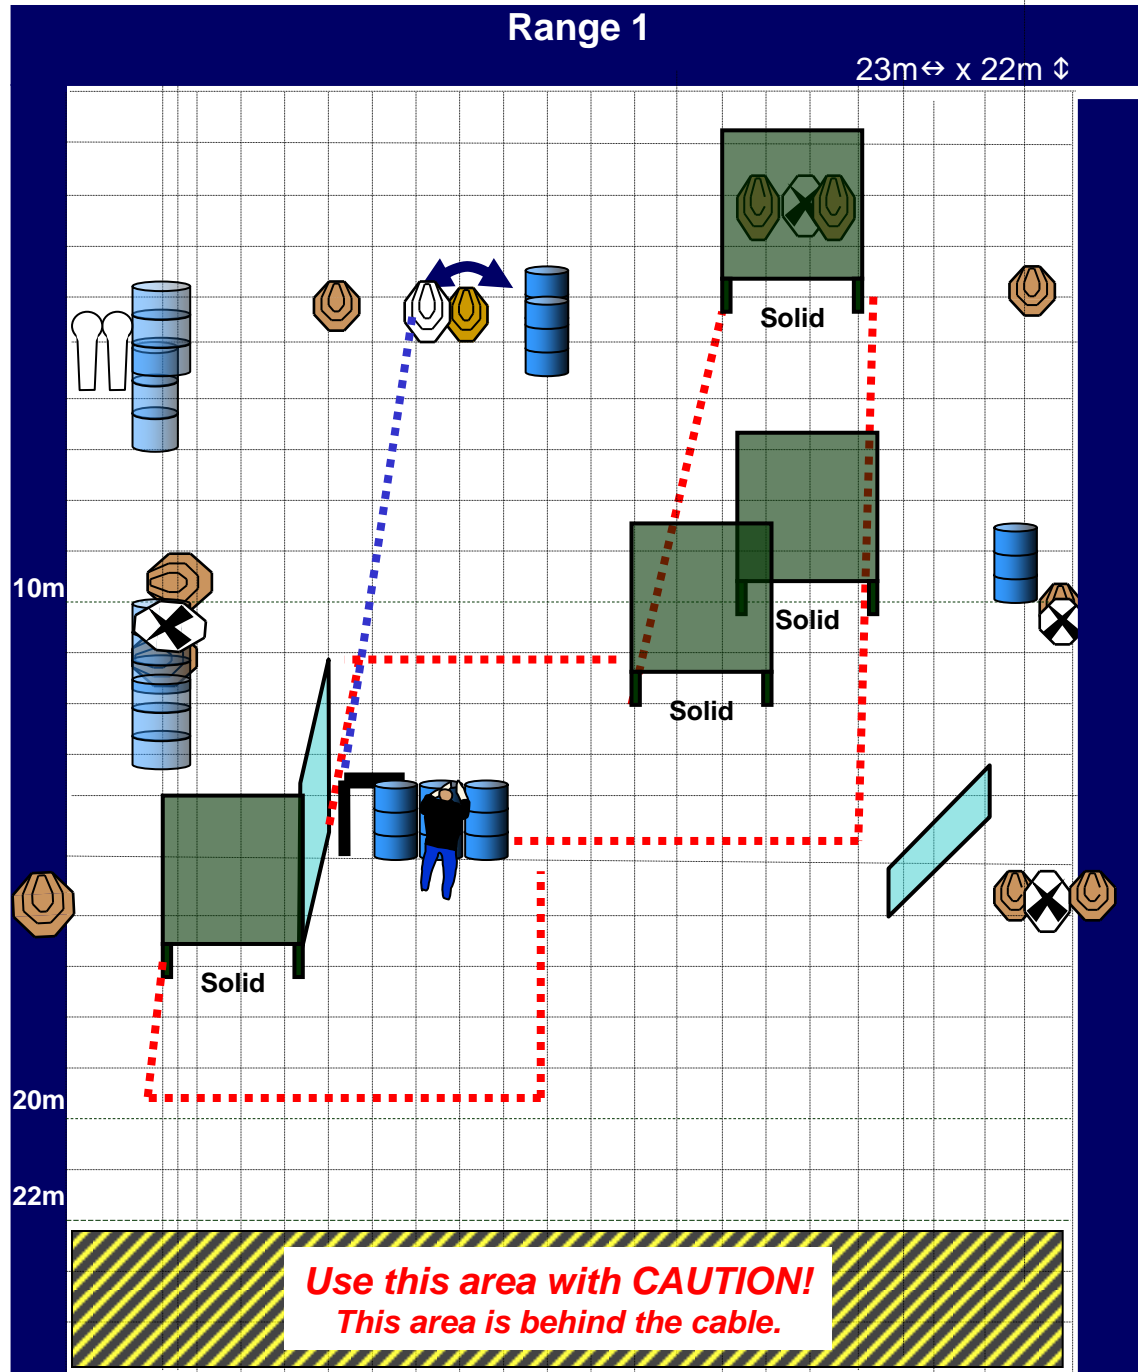 Range 1
23m↔ x 22m ↕
Solid
10m
Solid
Solid
Solid
20m
22m
Use this area with CAUTION!
This area is behind the cable.